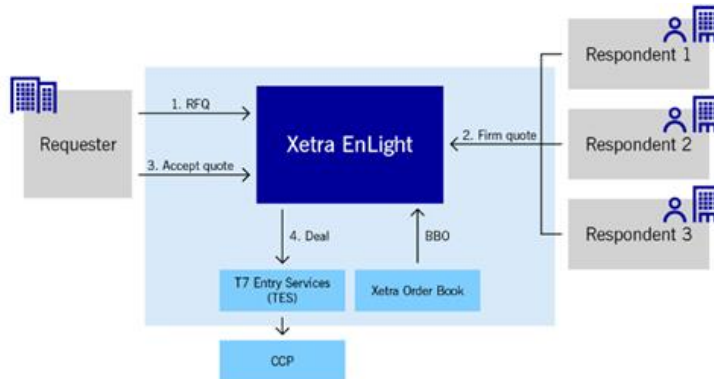 Respondent 1
1. RFQ
Requester
Xetra EnLight
2. Firm quote
Respondent 2
3. Accept quote
4. Deal
BBO
Respondent 3
T7 Entry Services
(TES)
Xetra Order Book
CCP